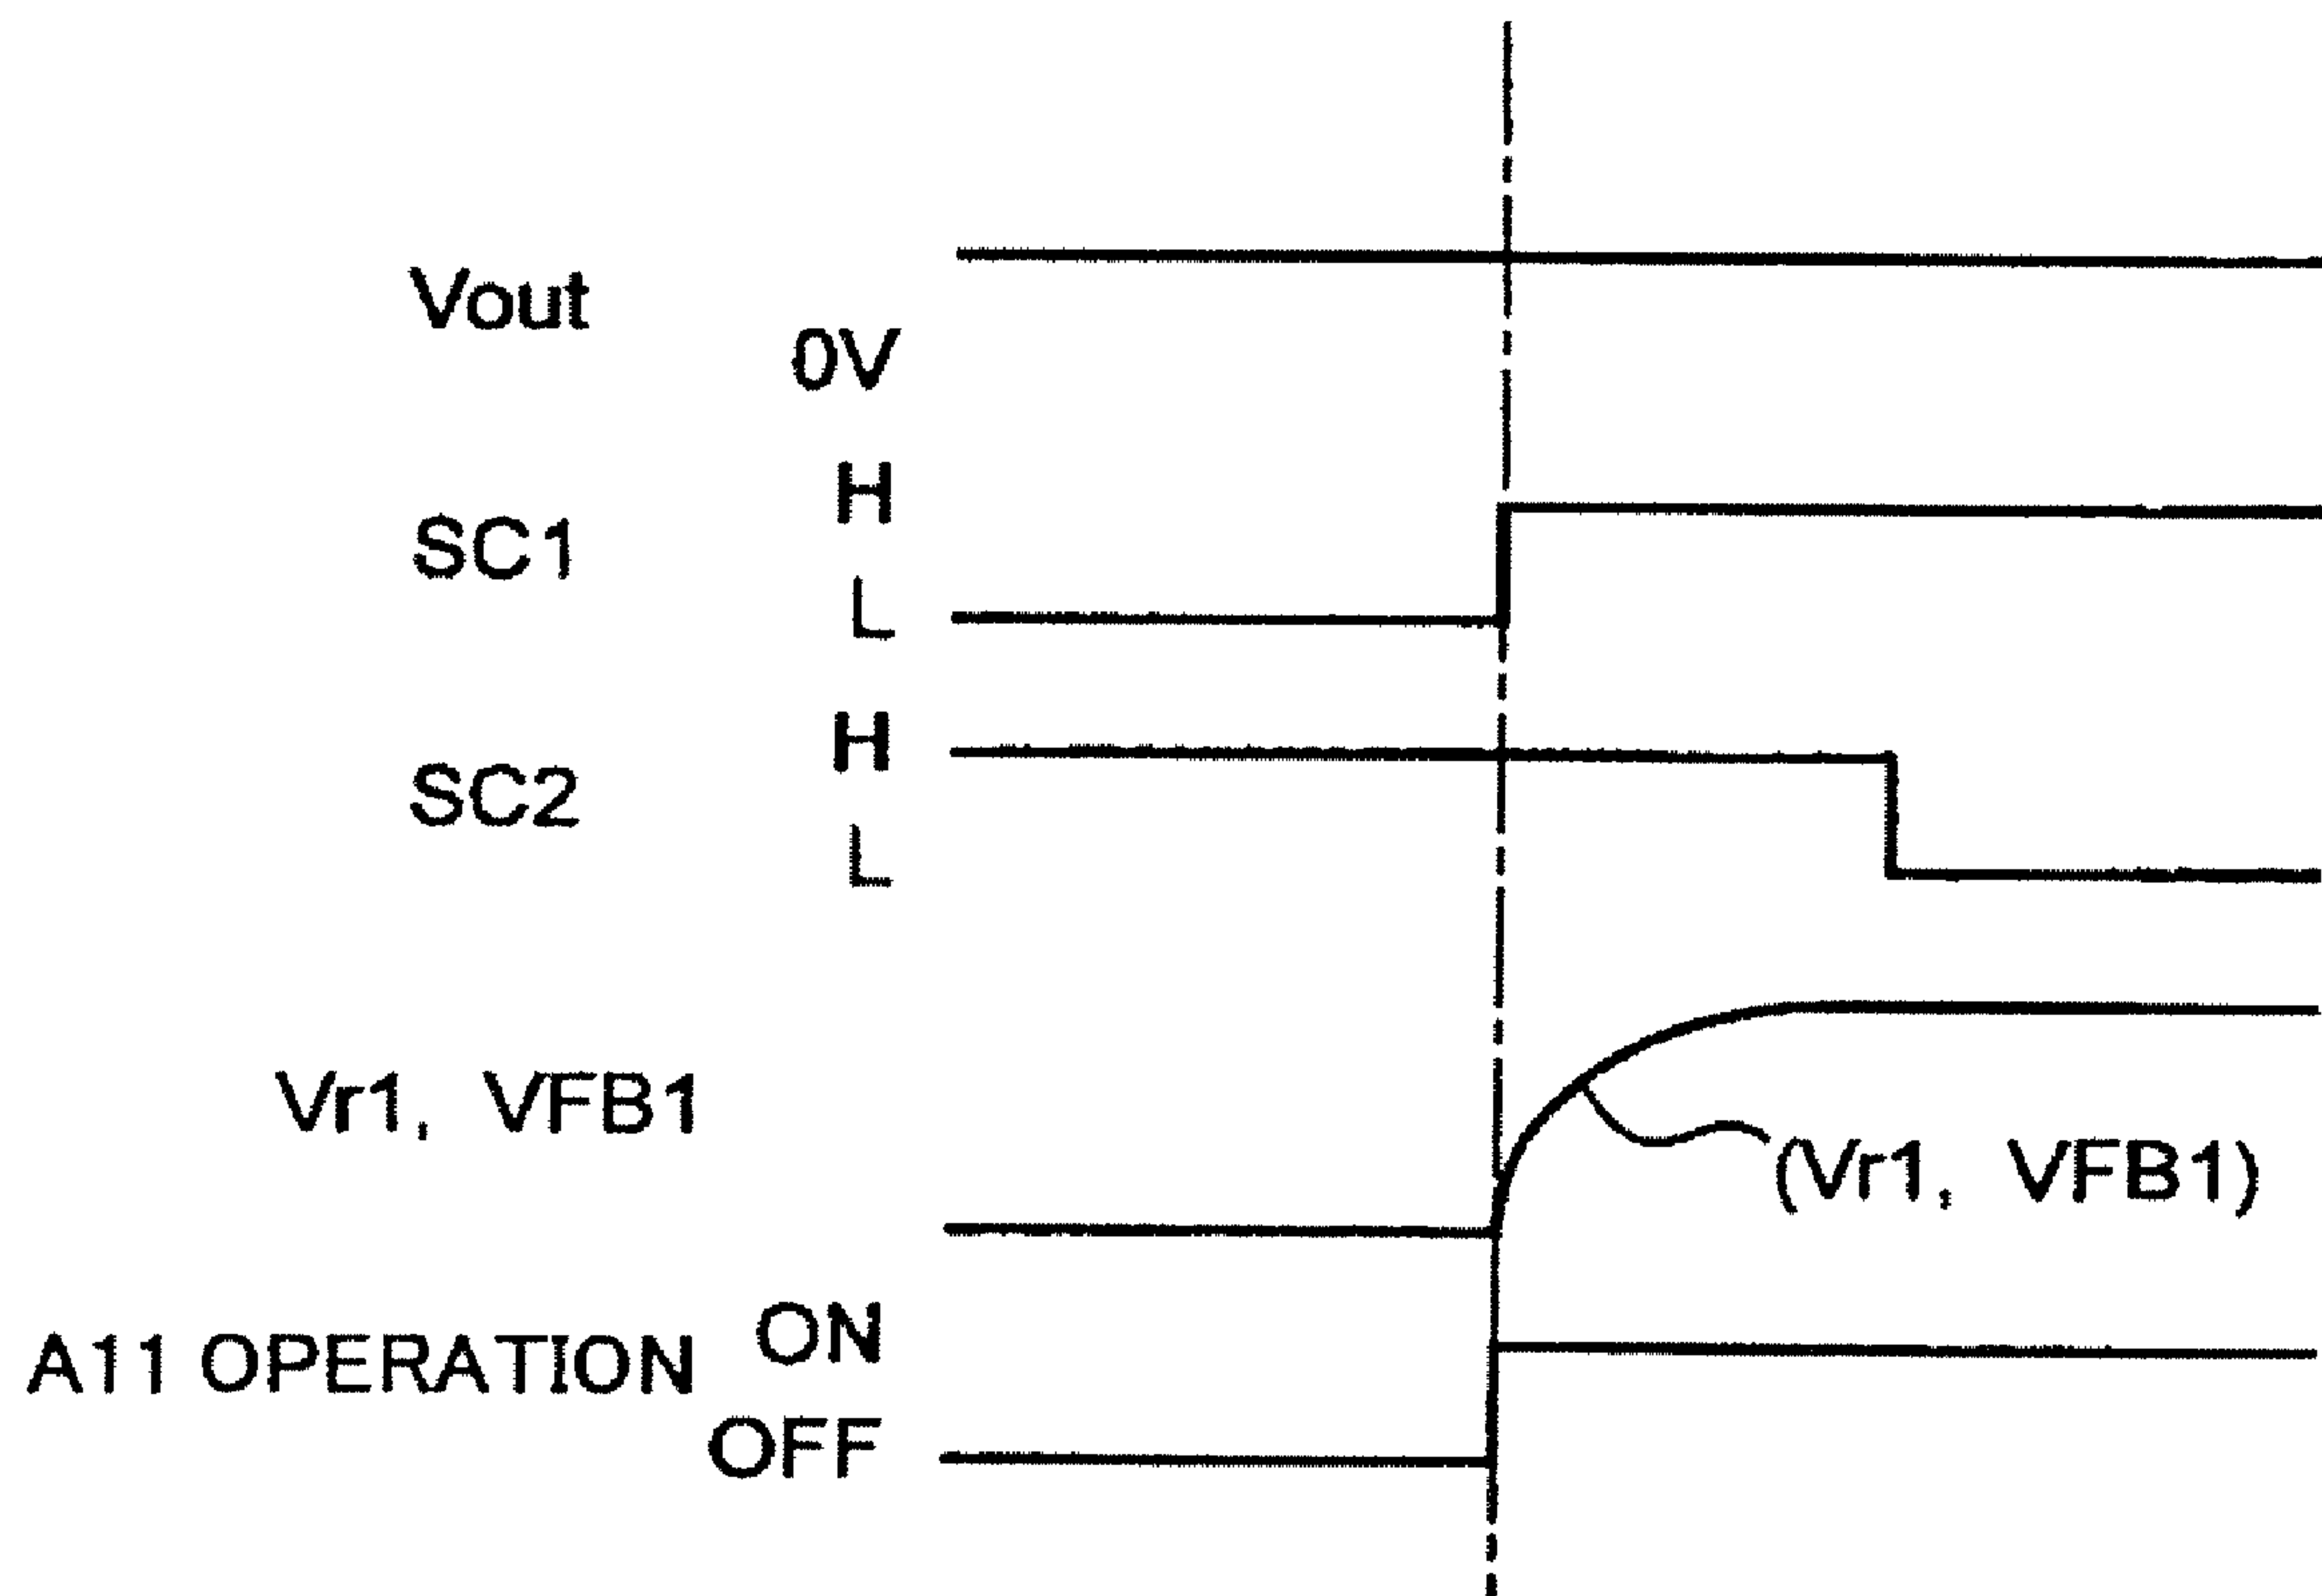 Vout
0V
H
SC1
L
H
SC2
L
Vr1, VFB1
(Vr1, VFB1)
ON
A11 OPERATION
OFF